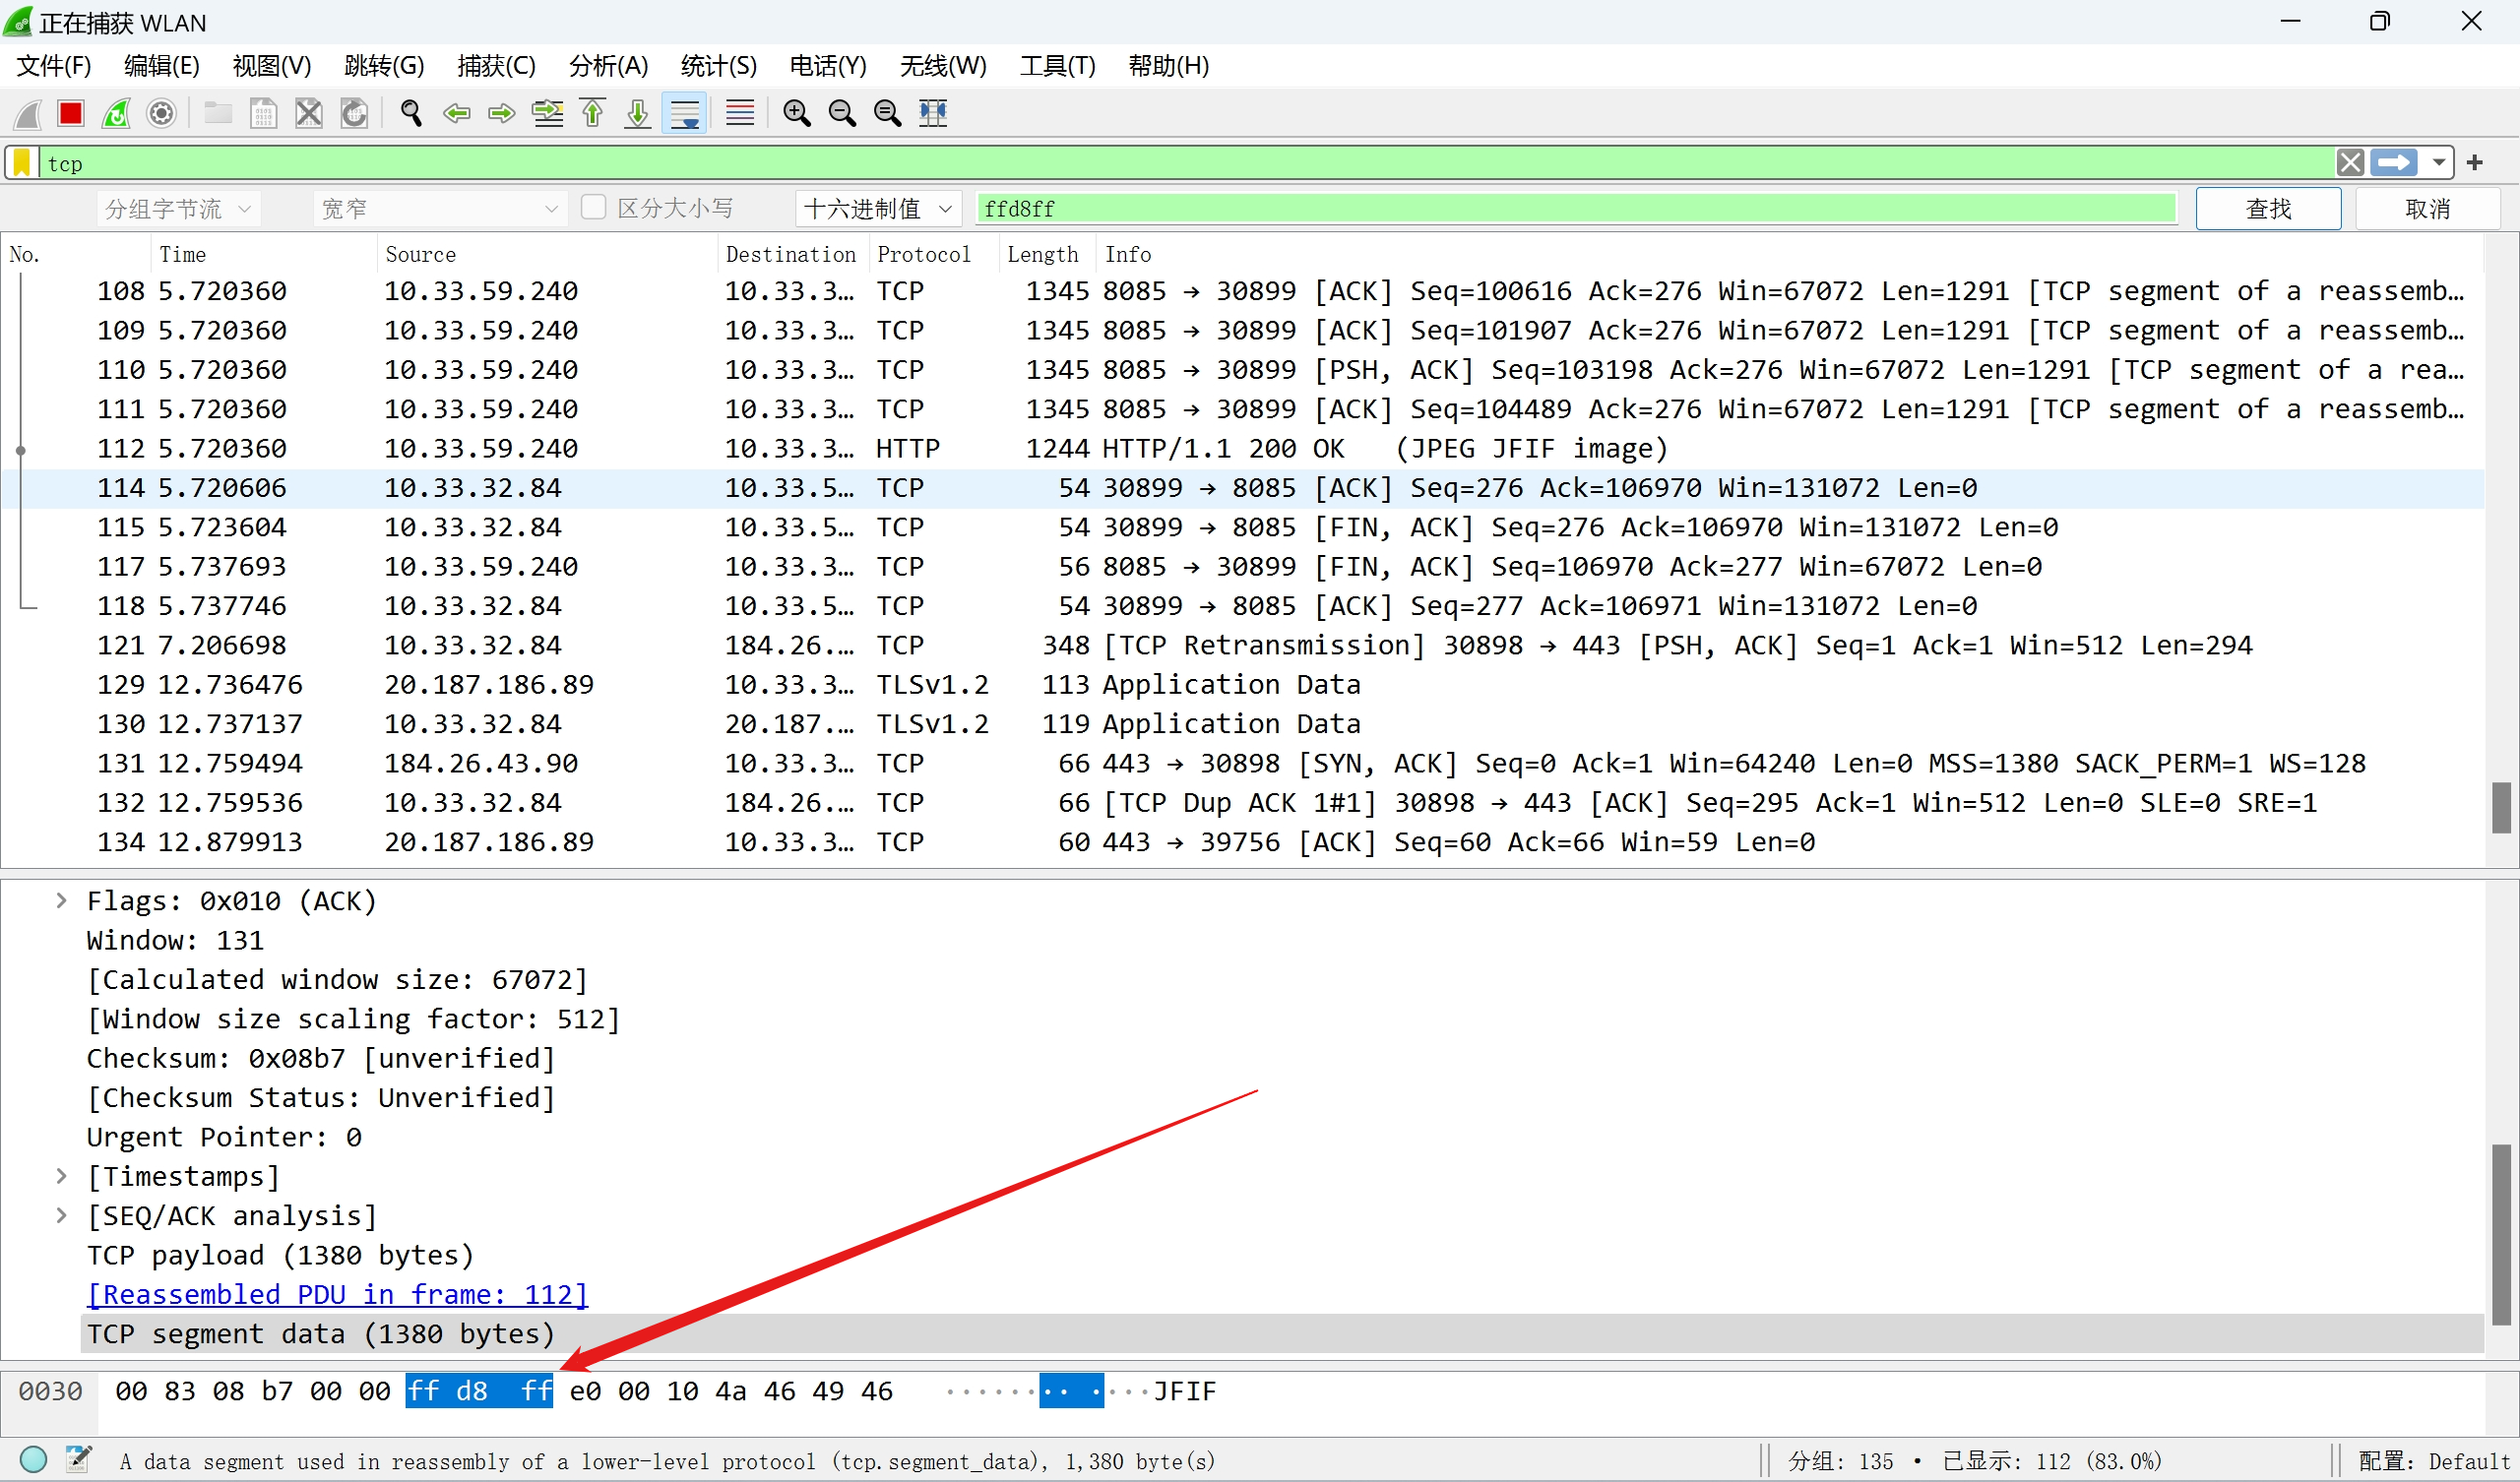 正在捕获 WLAN
文件(F) 编辑(E) 视图(V) 跳转(G) 捕获(C) 分析(A) 统计(S) 电话(Y) 无线(W) 工具(T) 帮助(H)
tcp
分组字节流 宽窄 区分大小写 十六进制值 ffd8ff 查找 取消
No. Time Source Destination Protocol Length Info
108 5.720360 10.33.59.240 10.33.3… TCP 1345 8085 → 30899 [ACK] Seq=100616 Ack=276 Win=67072 Len=1291 [TCP segment of a reassemb…
109 5.720360 10.33.59.240 10.33.3… TCP 1345 8085 → 30899 [ACK] Seq=101907 Ack=276 Win=67072 Len=1291 [TCP segment of a reassemb…
110 5.720360 10.33.59.240 10.33.3… TCP 1345 8085 → 30899 [PSH, ACK] Seq=103198 Ack=276 Win=67072 Len=1291 [TCP segment of a rea…
111 5.720360 10.33.59.240 10.33.3… TCP 1345 8085 → 30899 [ACK] Seq=104489 Ack=276 Win=67072 Len=1291 [TCP segment of a reassemb…
112 5.720360 10.33.59.240 10.33.3… HTTP 1244 HTTP/1.1 200 OK (JPEG JFIF image)
114 5.720606 10.33.32.84 10.33.5… TCP 54 30899 → 8085 [ACK] Seq=276 Ack=106970 Win=131072 Len=0
115 5.723604 10.33.32.84 10.33.5… TCP 54 30899 → 8085 [FIN, ACK] Seq=276 Ack=106970 Win=131072 Len=0
117 5.737693 10.33.59.240 10.33.3… TCP 56 8085 → 30899 [FIN, ACK] Seq=106970 Ack=277 Win=67072 Len=0
118 5.737746 10.33.32.84 10.33.5… TCP 54 30899 → 8085 [ACK] Seq=277 Ack=106971 Win=131072 Len=0
121 7.206698 10.33.32.84 184.26.… TCP 348 [TCP Retransmission] 30898 → 443 [PSH, ACK] Seq=1 Ack=1 Win=512 Len=294
129 12.736476 20.187.186.89 10.33.3… TLSv1.2 113 Application Data
130 12.737137 10.33.32.84 20.187.… TLSv1.2 119 Application Data
131 12.759494 184.26.43.90 10.33.3… TCP 66 443 → 30898 [SYN, ACK] Seq=0 Ack=1 Win=64240 Len=0 MSS=1380 SACK_PERM=1 WS=128
132 12.759536 10.33.32.84 184.26.… TCP 66 [TCP Dup ACK 1#1] 30898 → 443 [ACK] Seq=295 Ack=1 Win=512 Len=0 SLE=0 SRE=1
134 12.879913 20.187.186.89 10.33.3… TCP 60 443 → 39756 [ACK] Seq=60 Ack=66 Win=59 Len=0
Flags: 0x010 (ACK)
Window: 131
[Calculated window size: 67072]
[Window size scaling factor: 512]
Checksum: 0x08b7 [unverified]
[Checksum Status: Unverified]
Urgent Pointer: 0
[Timestamps]
[SEQ/ACK analysis]
TCP payload (1380 bytes)
[Reassembled PDU in frame: 112]
TCP segment data (1380 bytes)
0030 00 83 08 b7 00 00 ff d8 ff e0 00 10 4a 46 49 46 ········ ····JFIF
A data segment used in reassembly of a lower-level protocol (tcp.segment_data), 1,380 byte(s) 分组: 135 · 已显示: 112 (83.0%) 配置: Default